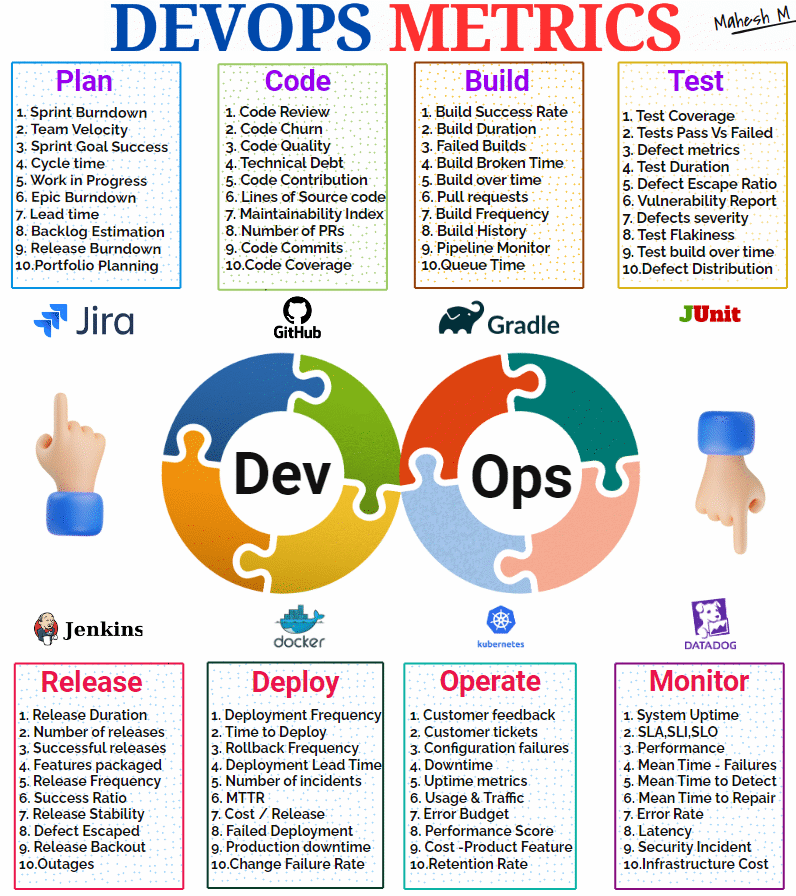 DEVOPS METRICS
Mahesh M
Plan
1. Sprint Burndown
2. Team Velocity
3. Sprint Goal Success
4. Cycle time
5. Work in Progress
6. Epic Burndown
7. Lead time
8. Backlog Estimation
9. Release Burndown
10.Portfolio Planning
Code
1. Code Review
2. Code Churn
3. Code Quality
4. Technical Debt
5. Code Contribution
6. Lines of Source code
7. Maintainability Index
8. Number of PRs
9. Code Commits
10.Code Coverage
Build
1. Build Success Rate
2. Build Duration
3. Failed Builds
4. Build Broken Time
5. Build over time
6. Pull requests
7. Build Frequency
8. Build History
9. Pipeline Monitor
10.Queue Time
Test
1. Test Coverage
2. Tests Pass Vs Failed
3. Defect metrics
4. Test Duration
5. Defect Escape Ratio
6. Vulnerability Report
7. Defects severity
8. Test Flakiness
9. Test build over time
10.Defect Distribution
Jira
GitHub
Gradle
JUnit
Dev
Ops
Jenkins
docker
kubernetes
DATADOG
Release
1. Release Duration
2. Number of releases
3. Successful releases
4. Features packaged
5. Release Frequency
6. Success Ratio
7. Release Stability
8. Defect Escaped
9. Release Backout
10.Outages
Deploy
1. Deployment Frequency
2. Time to Deploy
3. Rollback Frequency
4. Deployment Lead Time
5. Number of incidents
6. MTTR
7. Cost / Release
8. Failed Deployment
9. Production downtime
10.Change Failure Rate
Operate
1. Customer feedback
2. Customer tickets
3. Configuration failures
4. Downtime
5. Uptime metrics
6. Usage & Traffic
7. Error Budget
8. Performance Score
9. Cost -Product Feature
10.Retention Rate
Monitor
1. System Uptime
2. SLA,SLI,SLO
3. Performance
4. Mean Time - Failures
5. Mean Time to Detect
6. Mean Time to Repair
7. Error Rate
8. Latency
9. Security Incident
10.Infrastructure Cost